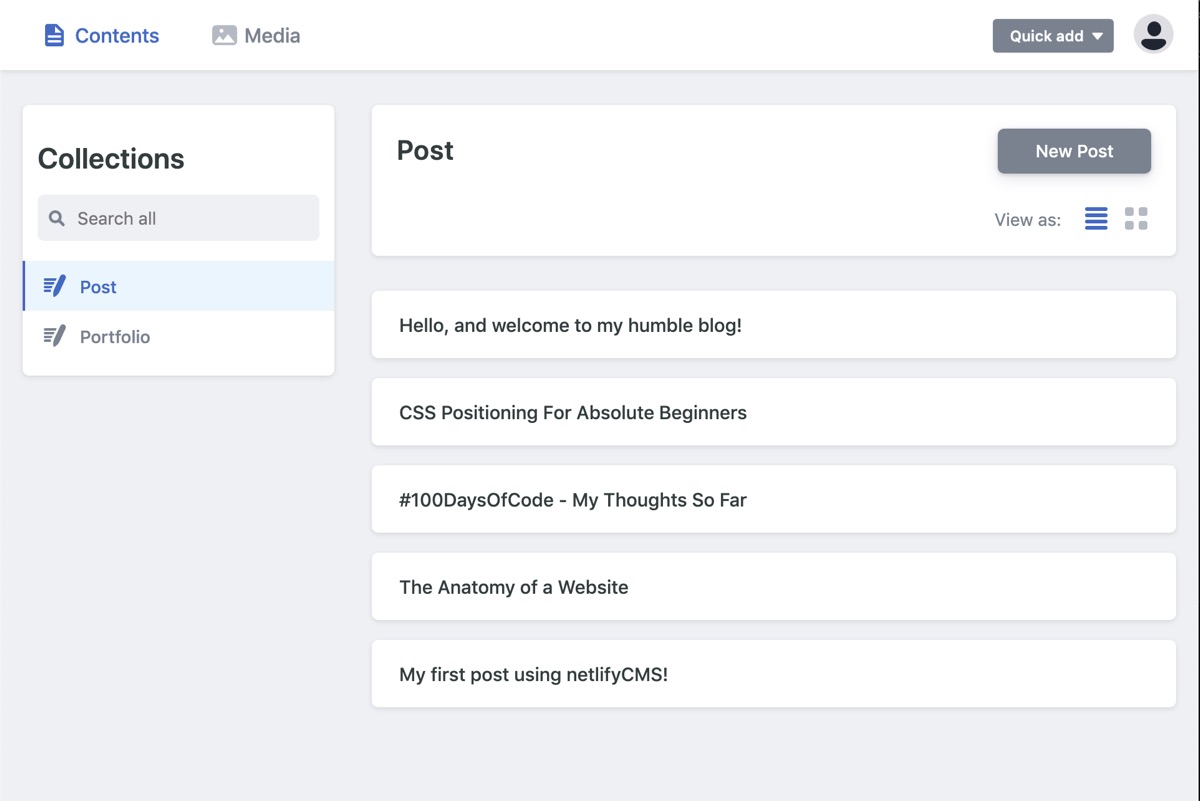 Contents
Media
Quick add
Collections
Search all
Post
Portfolio
Post
New Post
View as:
Hello, and welcome to my humble blog!
CSS Positioning For Absolute Beginners
#100DaysOfCode - My Thoughts So Far
The Anatomy of a Website
My first post using netlifyCMS!